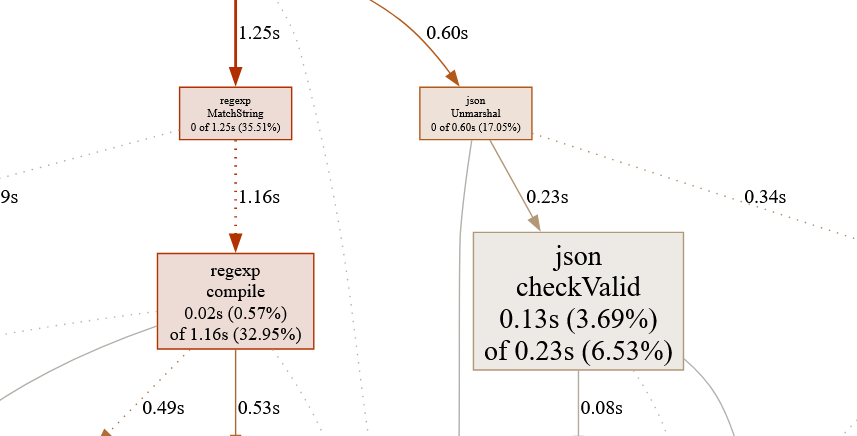 1.25s
0.60s
regexp
MatchString
0 of 1.25s (35.51%)
json
Unmarshal
0 of 0.60s (17.05%)
9s
1.16s
0.23s
0.34s
regexp
compile
0.02s (0.57%)
of 1.16s (32.95%)
json
checkValid
0.13s (3.69%)
of 0.23s (6.53%)
0.49s
0.53s
0.08s